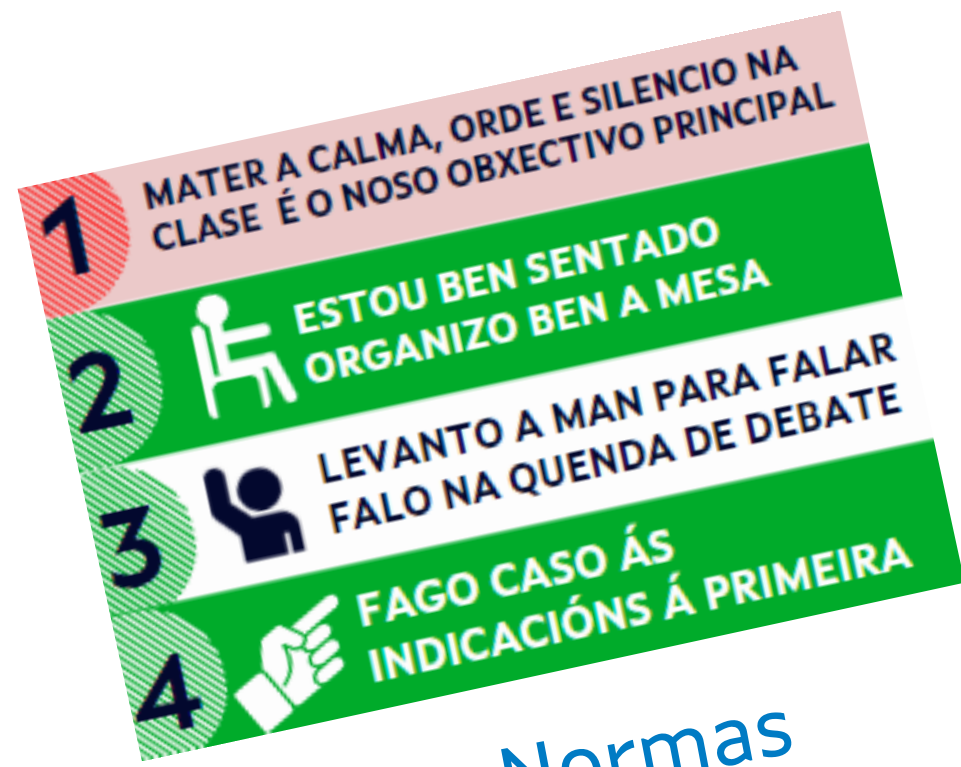 1
MATER A CALMA, ORDE E SILENCIO NA
CLASE É O NOSO OBXECTIVO PRINCIPAL
2
ESTOU BEN SENTADO
ORGANIZO BEN A MESA
3
LEVANTO A MAN PARA FALAR
FALO NA QUENDA DE DEBATE
4
FAGO CASO ÁS
INDICACIÓNS Á PRIMEIRA
Normas